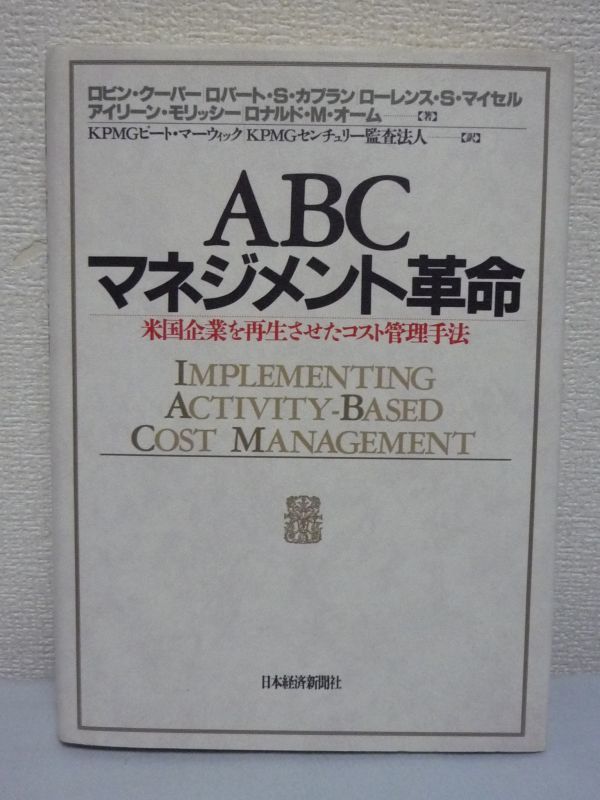 ロビン・クーパー ロバート・S・カプラン ローレンス・S・マイセル
アイリーン・モリッシー ロナルド・M・オーム【著】
KPMGピート・マーウィック KPMGセンチュリー監査法人【訳】
ABC
マネジメント革命
米国企業を再生させたコスト管理手法
IMPLEMENTING
ACTIVITY-BASED
COST MANAGEMENT
日本経済新聞社